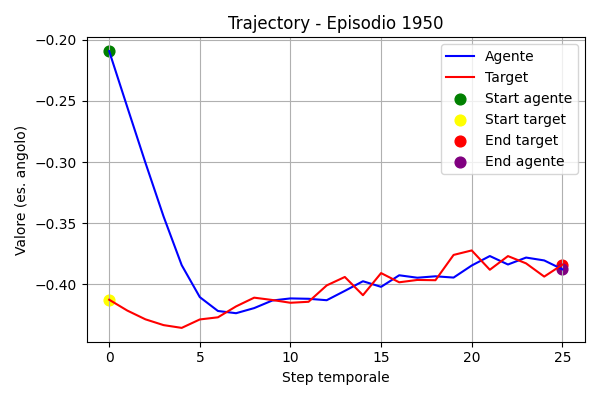 Trajectory - Episodio 1950
Valore (es. angolo)
−0.20
−0.25
−0.30
−0.35
−0.40
Agente
Target
Start agente
Start target
End target
End agente
0 5 10 15 20 25
Step temporale